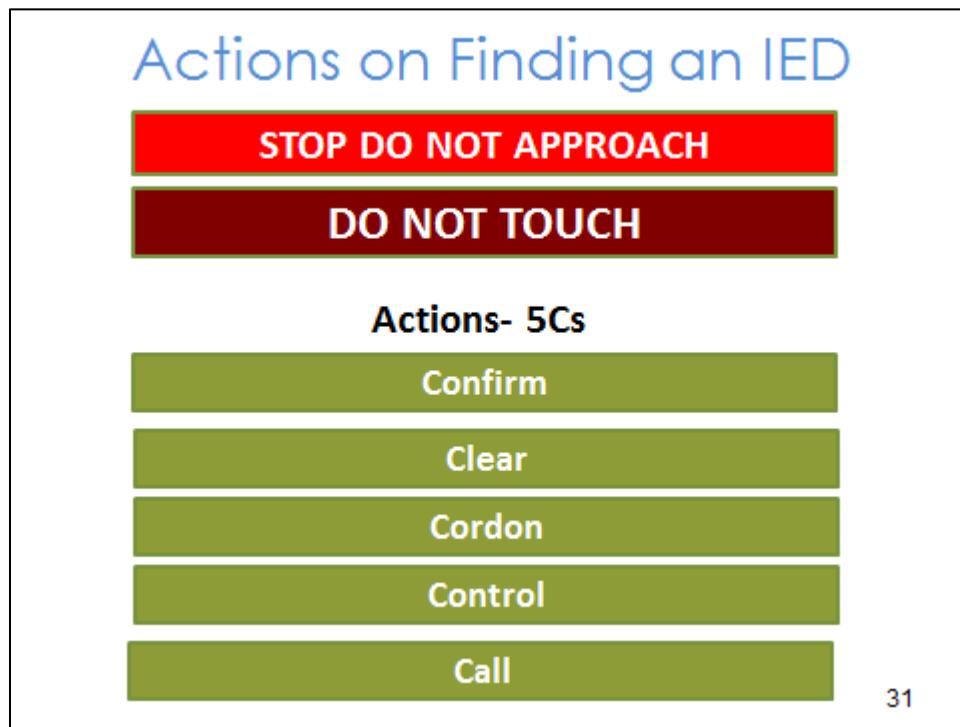 Actions on Finding an IED
STOP DO NOT APPROACH
DO NOT TOUCH
Actions- 5Cs
Confirm
Clear
Cordon
Control
Call
31